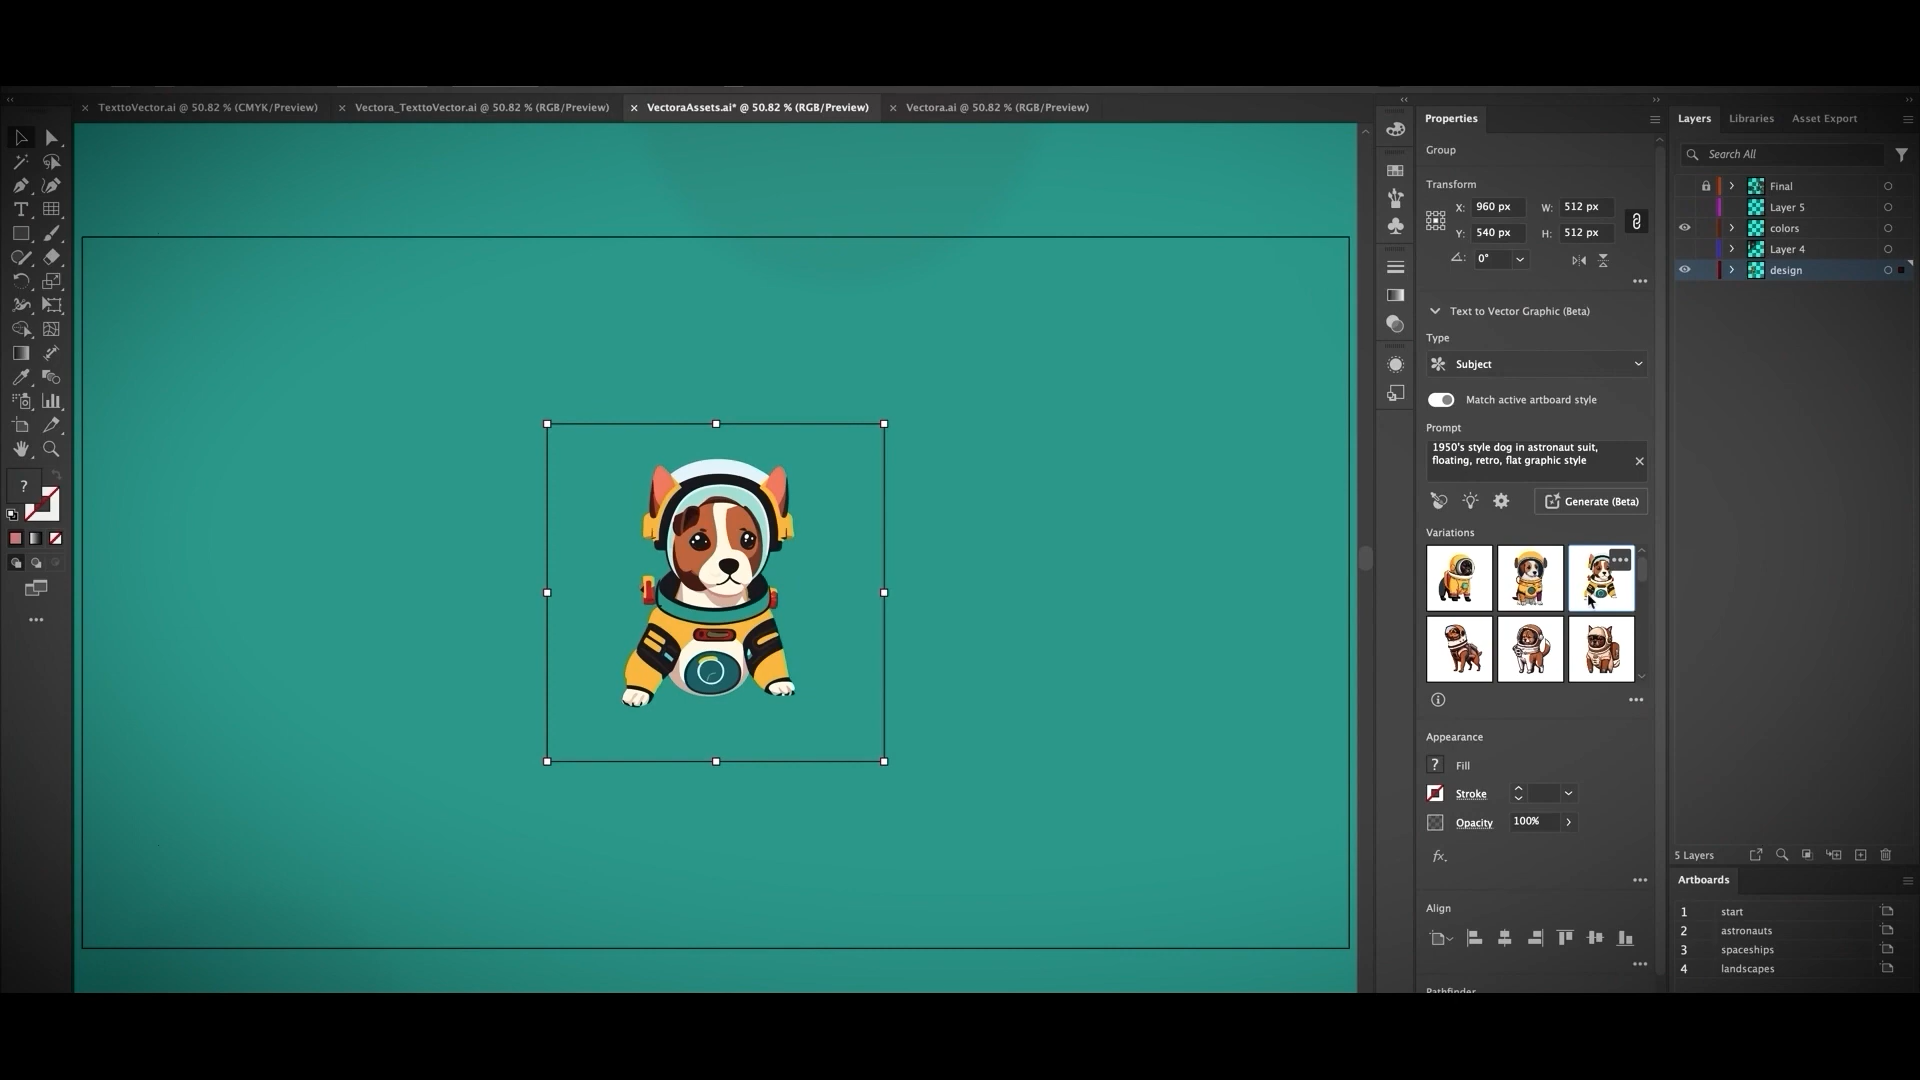 TexttoVector.ai @ 50.82 % (CMYK/Preview)
Vectora_TexttoVector.ai @ 50.82 % (RGB/Preview)
VectoraAssets.ai* @ 50.82 % (RGB/Preview)
Vectora.ai @ 50.82 % (RGB/Preview)
Properties
Group
Transform
X: 960 px W: 512 px
Y: 540 px H: 512 px
0°
Text to Vector Graphic (Beta)
Type
Subject
Match active artboard style
Prompt
1950's style dog in astronaut suit,
floating, retro, flat graphic style
Generate (Beta)
Variations
Appearance
? Fill
Stroke
Opacity 100%
fx.
Align
Pathfinder
Layers Libraries Asset Export
Search All
Final
Layer 5
colors
Layer 4
design
5 Layers
Artboards
1 start
2 astronauts
3 spaceships
4 landscapes
?